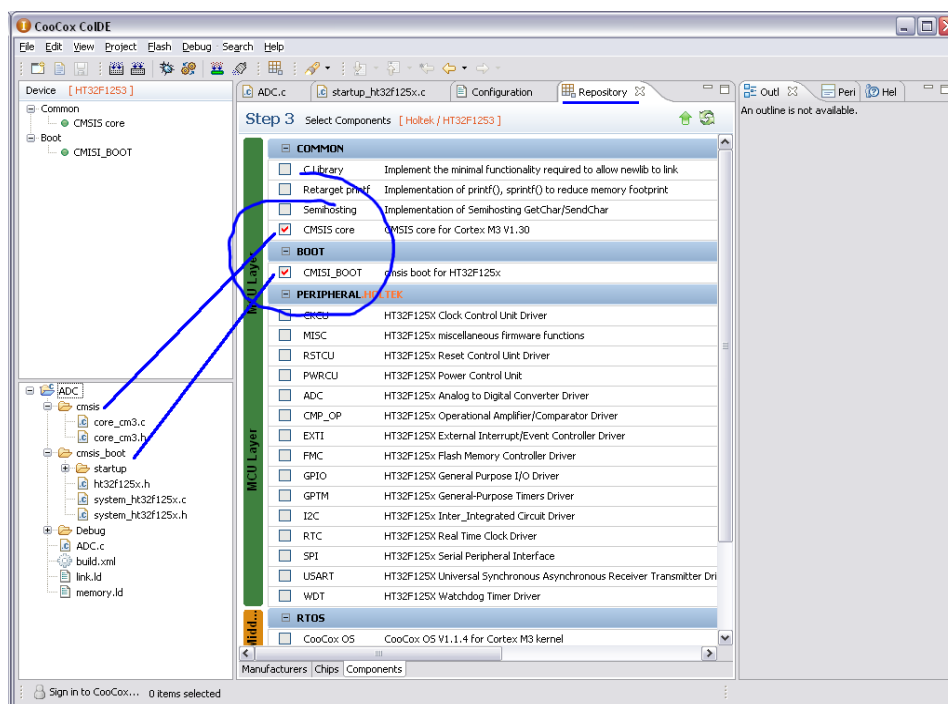 CooCox CoIDE
File Edit View Project Flash Debug Search Help
Device [ HT32F1253 ]
Common
CMSIS core
Boot
CMISI_BOOT
ADC
cmsis
core_cm3.c
core_cm3.h
cmsis_boot
startup
ht32f125x.h
system_ht32f125x.c
system_ht32f125x.h
Debug
ADC.c
build.xml
link.ld
memory.ld
ADC.c startup_ht32f125x.c Configuration Repository
Step 3 Select Components [ Holtek / HT32F1253 ]
MCU Layer
COMMON
C Library Implement the minimal functionality required to allow newlib to link
Retarget printf Implementation of printf(), sprintf() to reduce memory footprint
Semihosting Implementation of Semihosting GetChar/SendChar
CMSIS core CMSIS core for Cortex M3 V1.30
BOOT
CMISI_BOOT cmsis boot for HT32F125x
MCU Layer
PERIPHERAL.HOLTEK
CKCU HT32F125X Clock Control Unit Driver
MISC HT32F125x miscellaneous firmware functions
RSTCU HT32F125x Reset Control Uint Driver
PWRCU HT32F125X Power Control Unit
ADC HT32F125x Analog to Digital Converter Driver
CMP_OP HT32F125x Operational Amplifier/Comparator Driver
EXTI HT32F125X External Interrupt/Event Controller Driver
FMC HT32F125x Flash Memory Controller Driver
GPIO HT32F125X General Purpose I/O Driver
GPTM HT32F125x General-Purpose Timers Driver
I2C HT32F125x Inter_Integrated Circuit Driver
RTC HT32F125X Real Time Clock Driver
SPI HT32F125x Serial Peripheral Interface
USART HT32F125X Universal Synchronous Asynchronous Receiver Transmitter Dri
WDT HT32F125X Watchdog Timer Driver
Midd...
RTOS
CooCox OS CooCox OS V1.1.4 for Cortex M3 kernel
Manufacturers Chips Components
Outl Peri Hel
An outline is not available.
Sign in to CooCox... 0 items selected